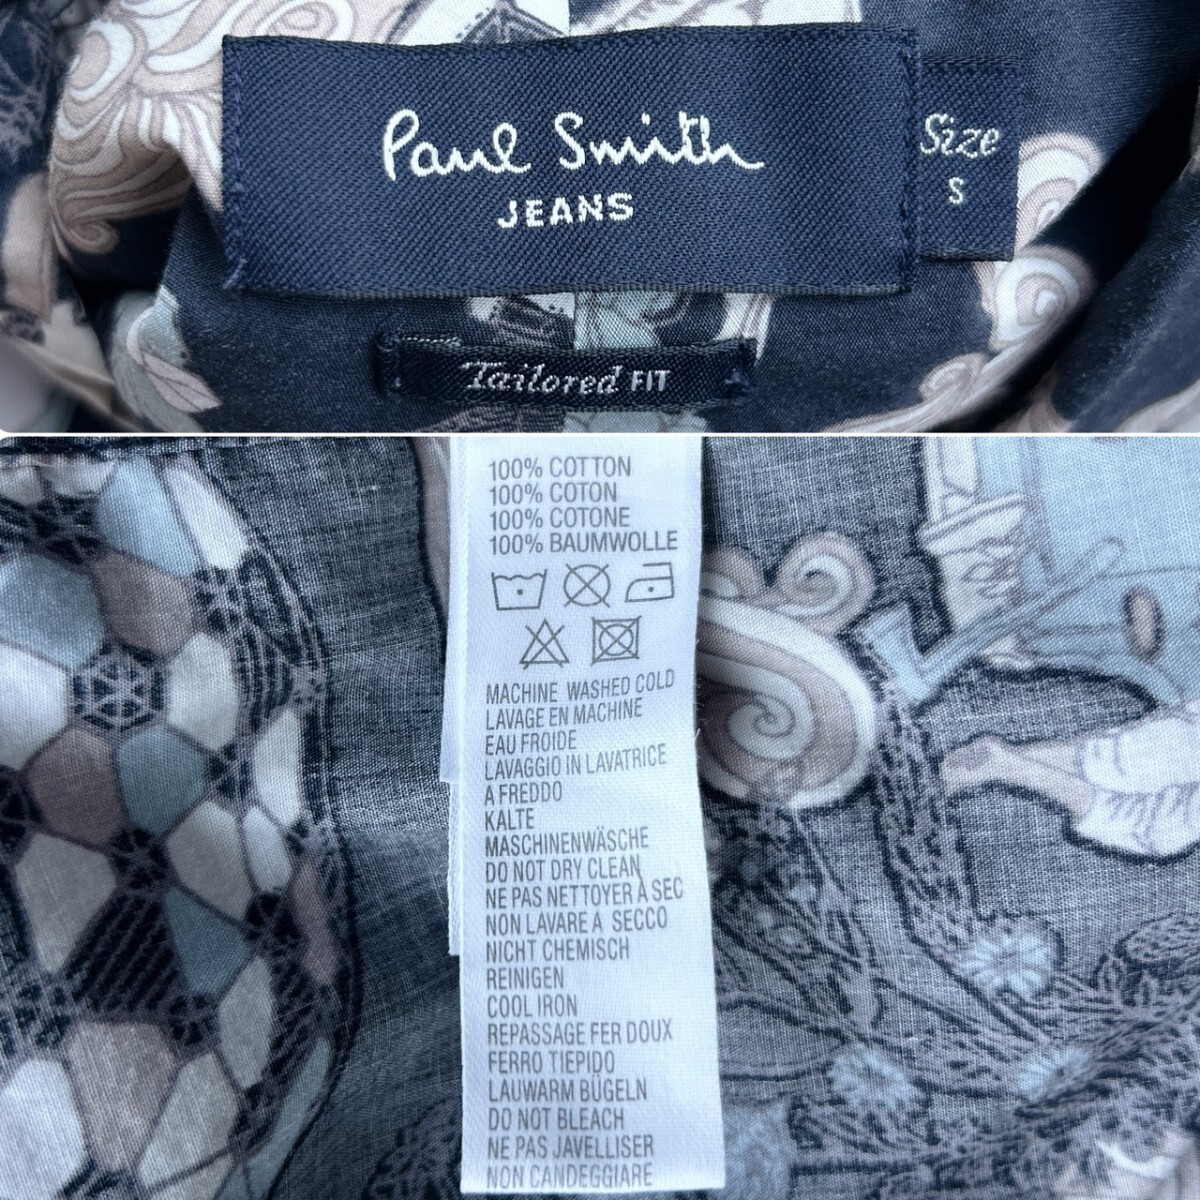 Paul Smith
JEANS
Size
S
Tailored FIT
100% COTTON
100% COTON
100% COTONE
100% BAUMWOLLE
MACHINE WASHED COLD
LAVAGE EN MACHINE
EAU FROIDE
LAVAGGIO IN LAVATRICE
A FREDDO
KALTE
MASCHINENWÄSCHE
DO NOT DRY CLEAN
NE PAS NETTOYER À SEC
NON LAVARE A SECCO
NICHT CHEMISCH
REINIGEN
COOL IRON
REPASSAGE FER DOUX
FERRO TIEPIDO
LAUWARM BÜGELN
DO NOT BLEACH
NE PAS JAVELLISER
NON CANDEGGIARE